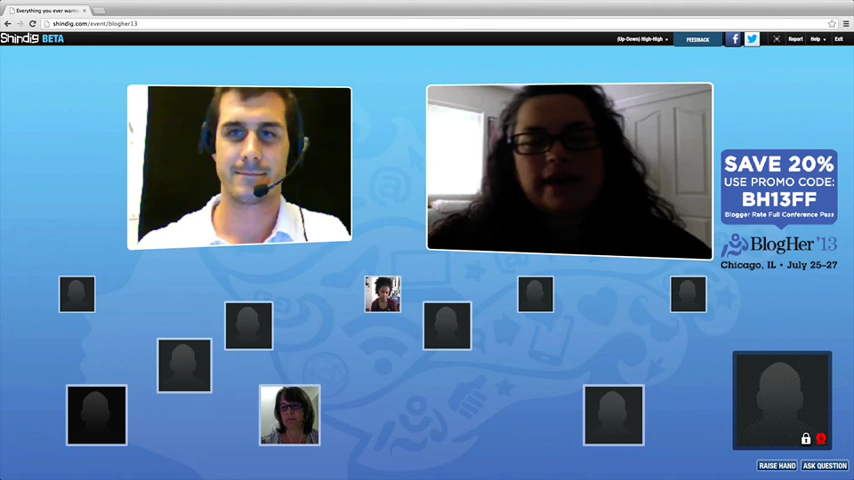 Everything you ever wan
shindig.com/event/blogher13
Shindig BETA
(Up-Down) High-High
FEEDBACK
f
Report
Help
Exit
SAVE 20%
USE PROMO CODE:
BH13FF
Blogger Rate Full Conference Pass
BlogHer '13
Chicago, IL • July 25-27
RAISE HAND
ASK QUESTION